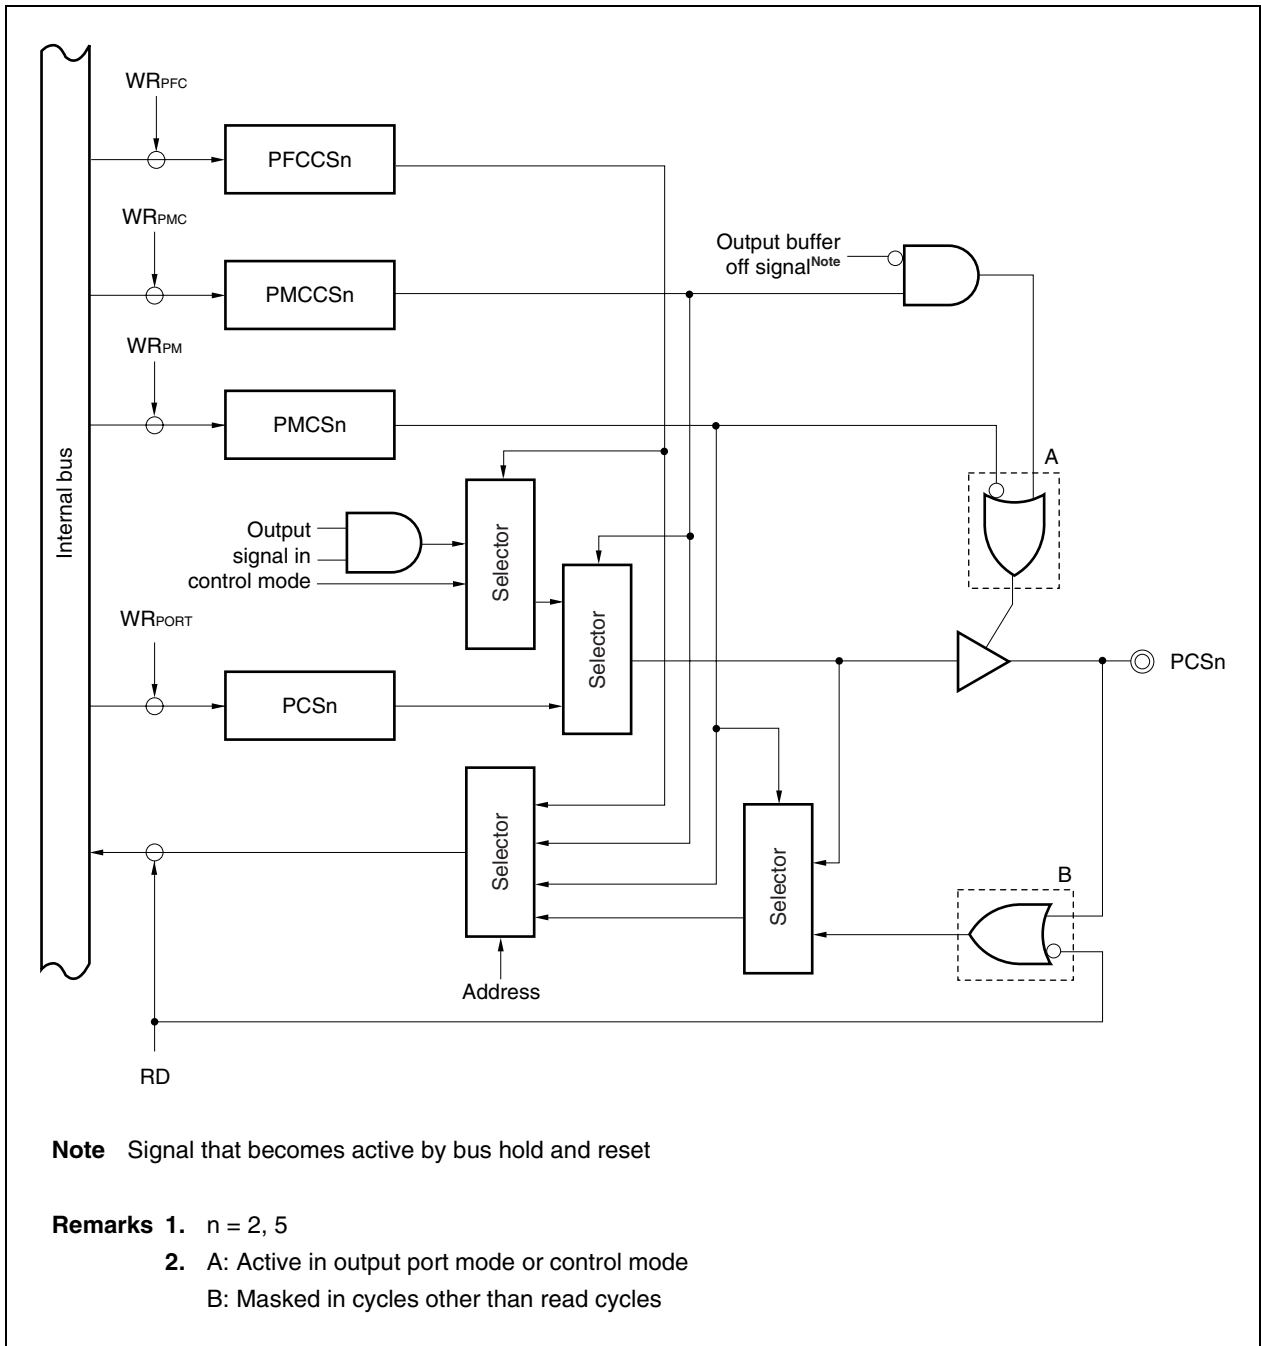 WRPFC
PFCCSn
WRPMC
Output buffer
off signalNote
PMCCSn
WRPM
PMCSn
A
Internal bus
Output
signal in
control mode
Selector
Selector
WRPORT
PCSn
PCSn
Selector
Selector
B
Address
RD
Note Signal that becomes active by bus hold and reset
Remarks 1. n = 2, 5
2. A: Active in output port mode or control mode
B: Masked in cycles other than read cycles